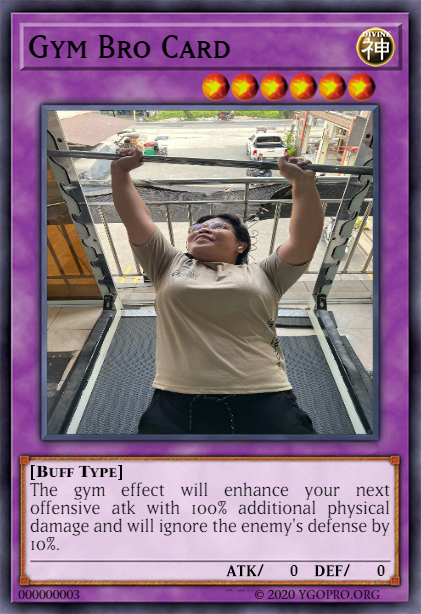 Gym Bro Card
DIVINE
神
[Buff Type]
The gym effect will enhance your next
offensive atk with 100% additional physical
damage and will ignore the enemy's defense by
10%.
ATK/ 0 DEF/ 0
000000003
© 2020 YGOPRO.ORG